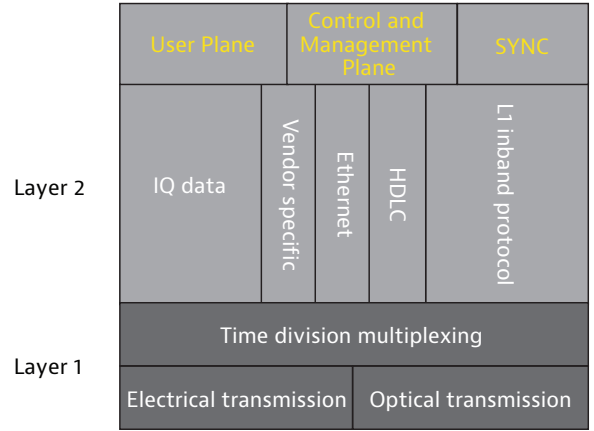 User Plane
Control and
Management
Plane
SYNC
Layer 2
IQ data
Vendor specific
Ethernet
HDLC
L1 inband protocol
Time division multiplexing
Layer 1
Electrical transmission
Optical transmission